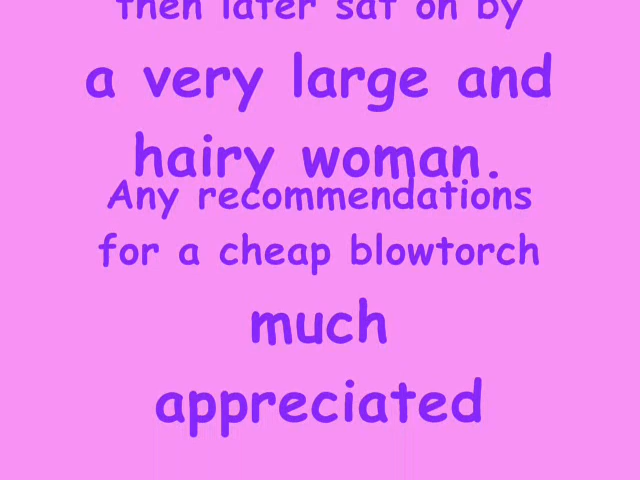 then later sat on by
a very large and
hairy woman.
Any recommendations
for a cheap blowtorch
much
appreciated